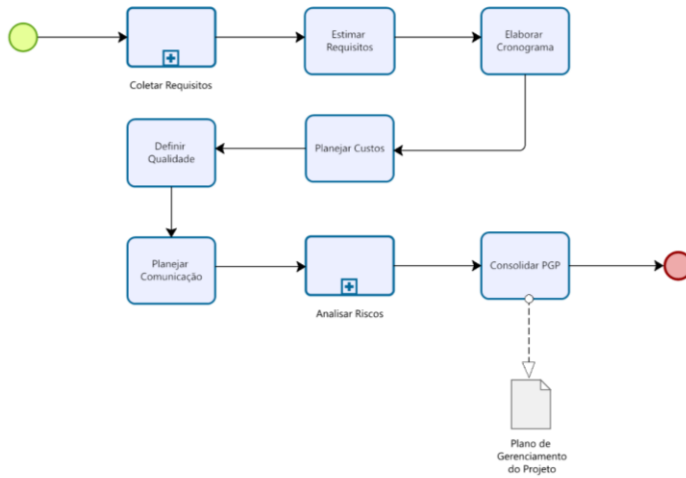 Estimar
Requisitos
Elaborar
Cronograma
Coletar Requisitos
Definir
Qualidade
Planejar Custos
Planejar
Comunicação
Consolidar PGP
Analisar Riscos
Plano de
Gerenciamento
do Projeto